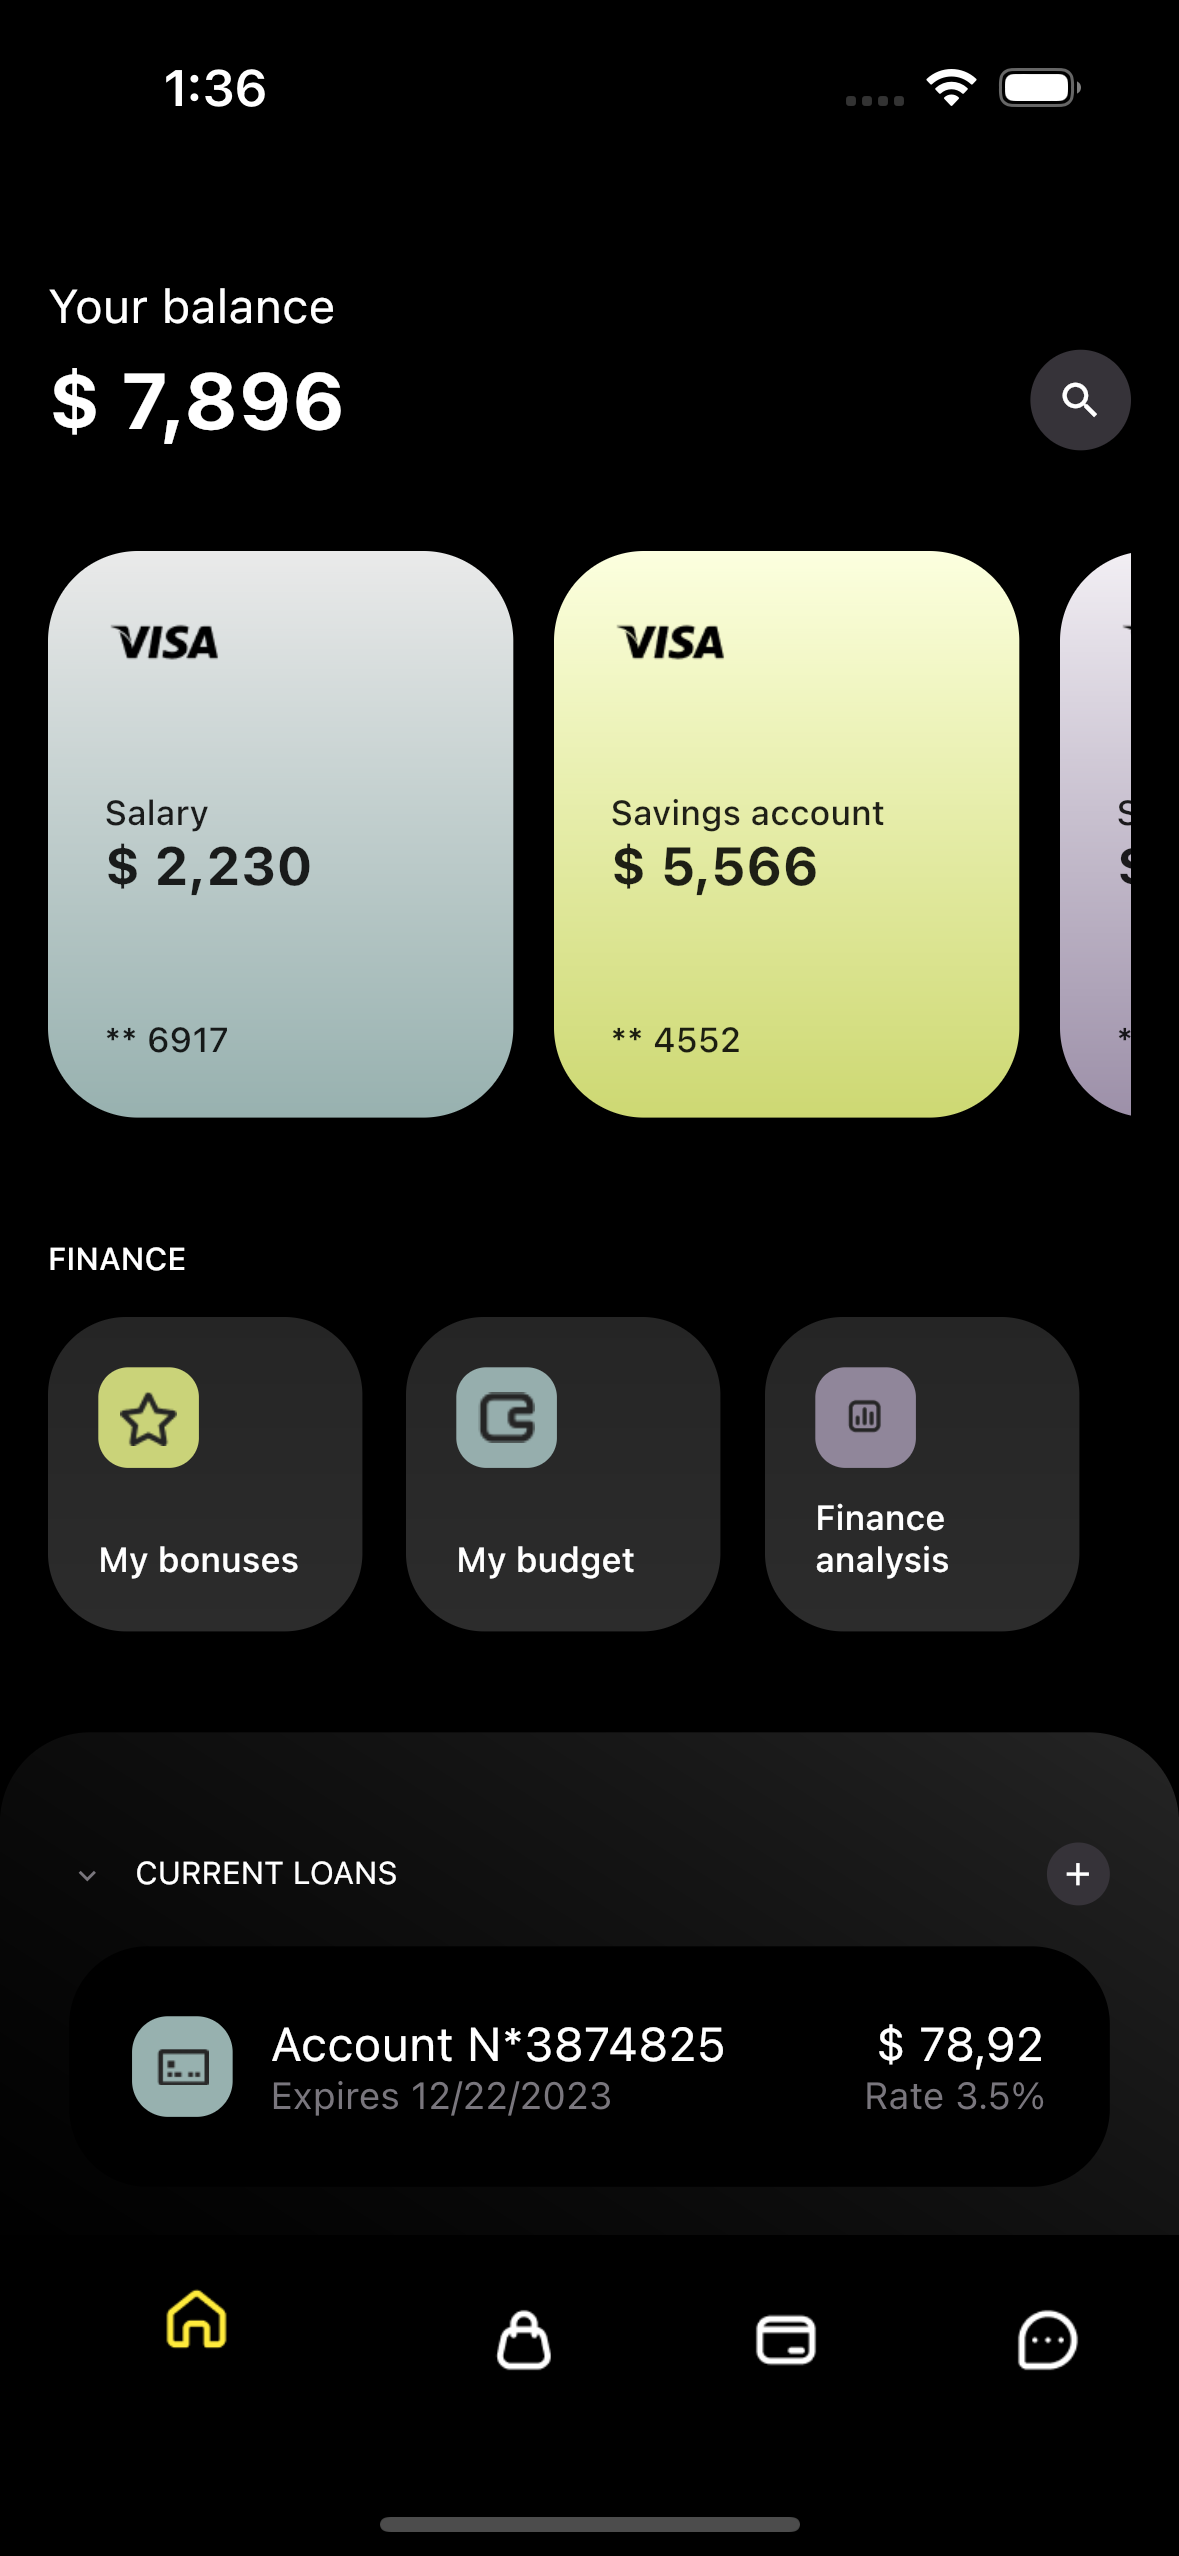 1:36
Your balance
$ 7,896
VISA
VISA
Salary
$ 2,230
Savings account
$ 5,566
** 6917
** 4552
FINANCE
My bonuses
My budget
Finance
analysis
CURRENT LOANS
Account N*3874825
$ 78,92
Expires 12/22/2023
Rate 3.5%